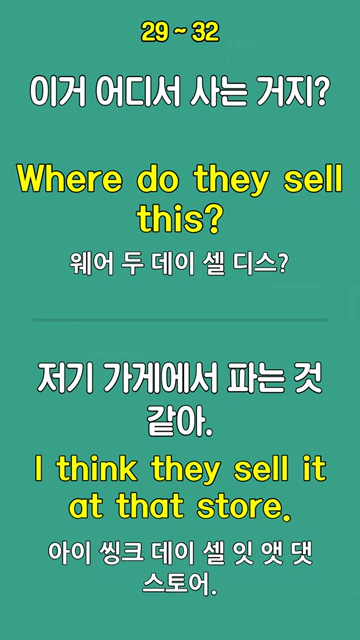 29 ~ 32
이거 어디서 사는 거지?
Where do they sell
this?
웨어 두 데이 셀 디스?
저기 가게에서 파는 것
같아.
I think they sell it
at that store.
아이 씽크 데이 셀 잇 앳 댓
스토어.